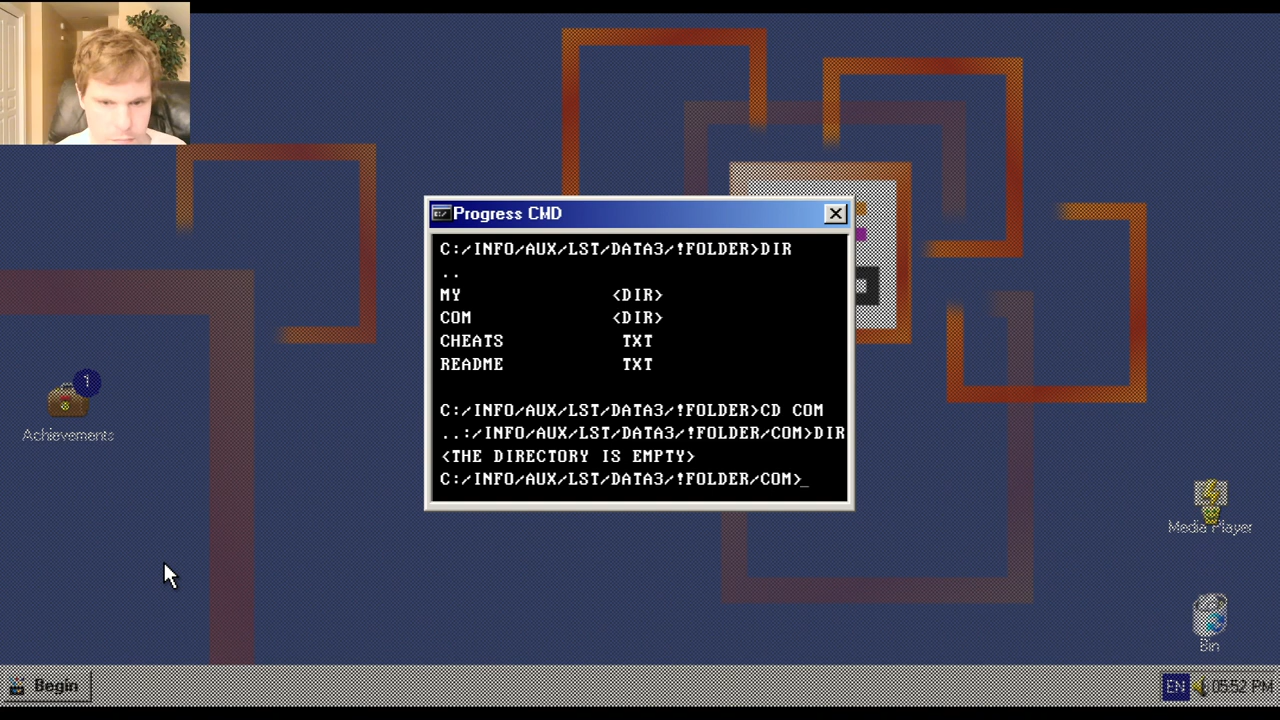 Progress CMD
C:/INFO/AUX/LST/DATA3/!FOLDER>DIR
..
MY <DIR>
COM <DIR>
CHEATS TXT
README TXT
C:/INFO/AUX/LST/DATA3/!FOLDER>CD COM
..:/INFO/AUX/LST/DATA3/!FOLDER/COM>DIR
<THE DIRECTORY IS EMPTY>
C:/INFO/AUX/LST/DATA3/!FOLDER/COM>_
1
Achievements
Media Player
Bin
Begin
EN 05:52 PM